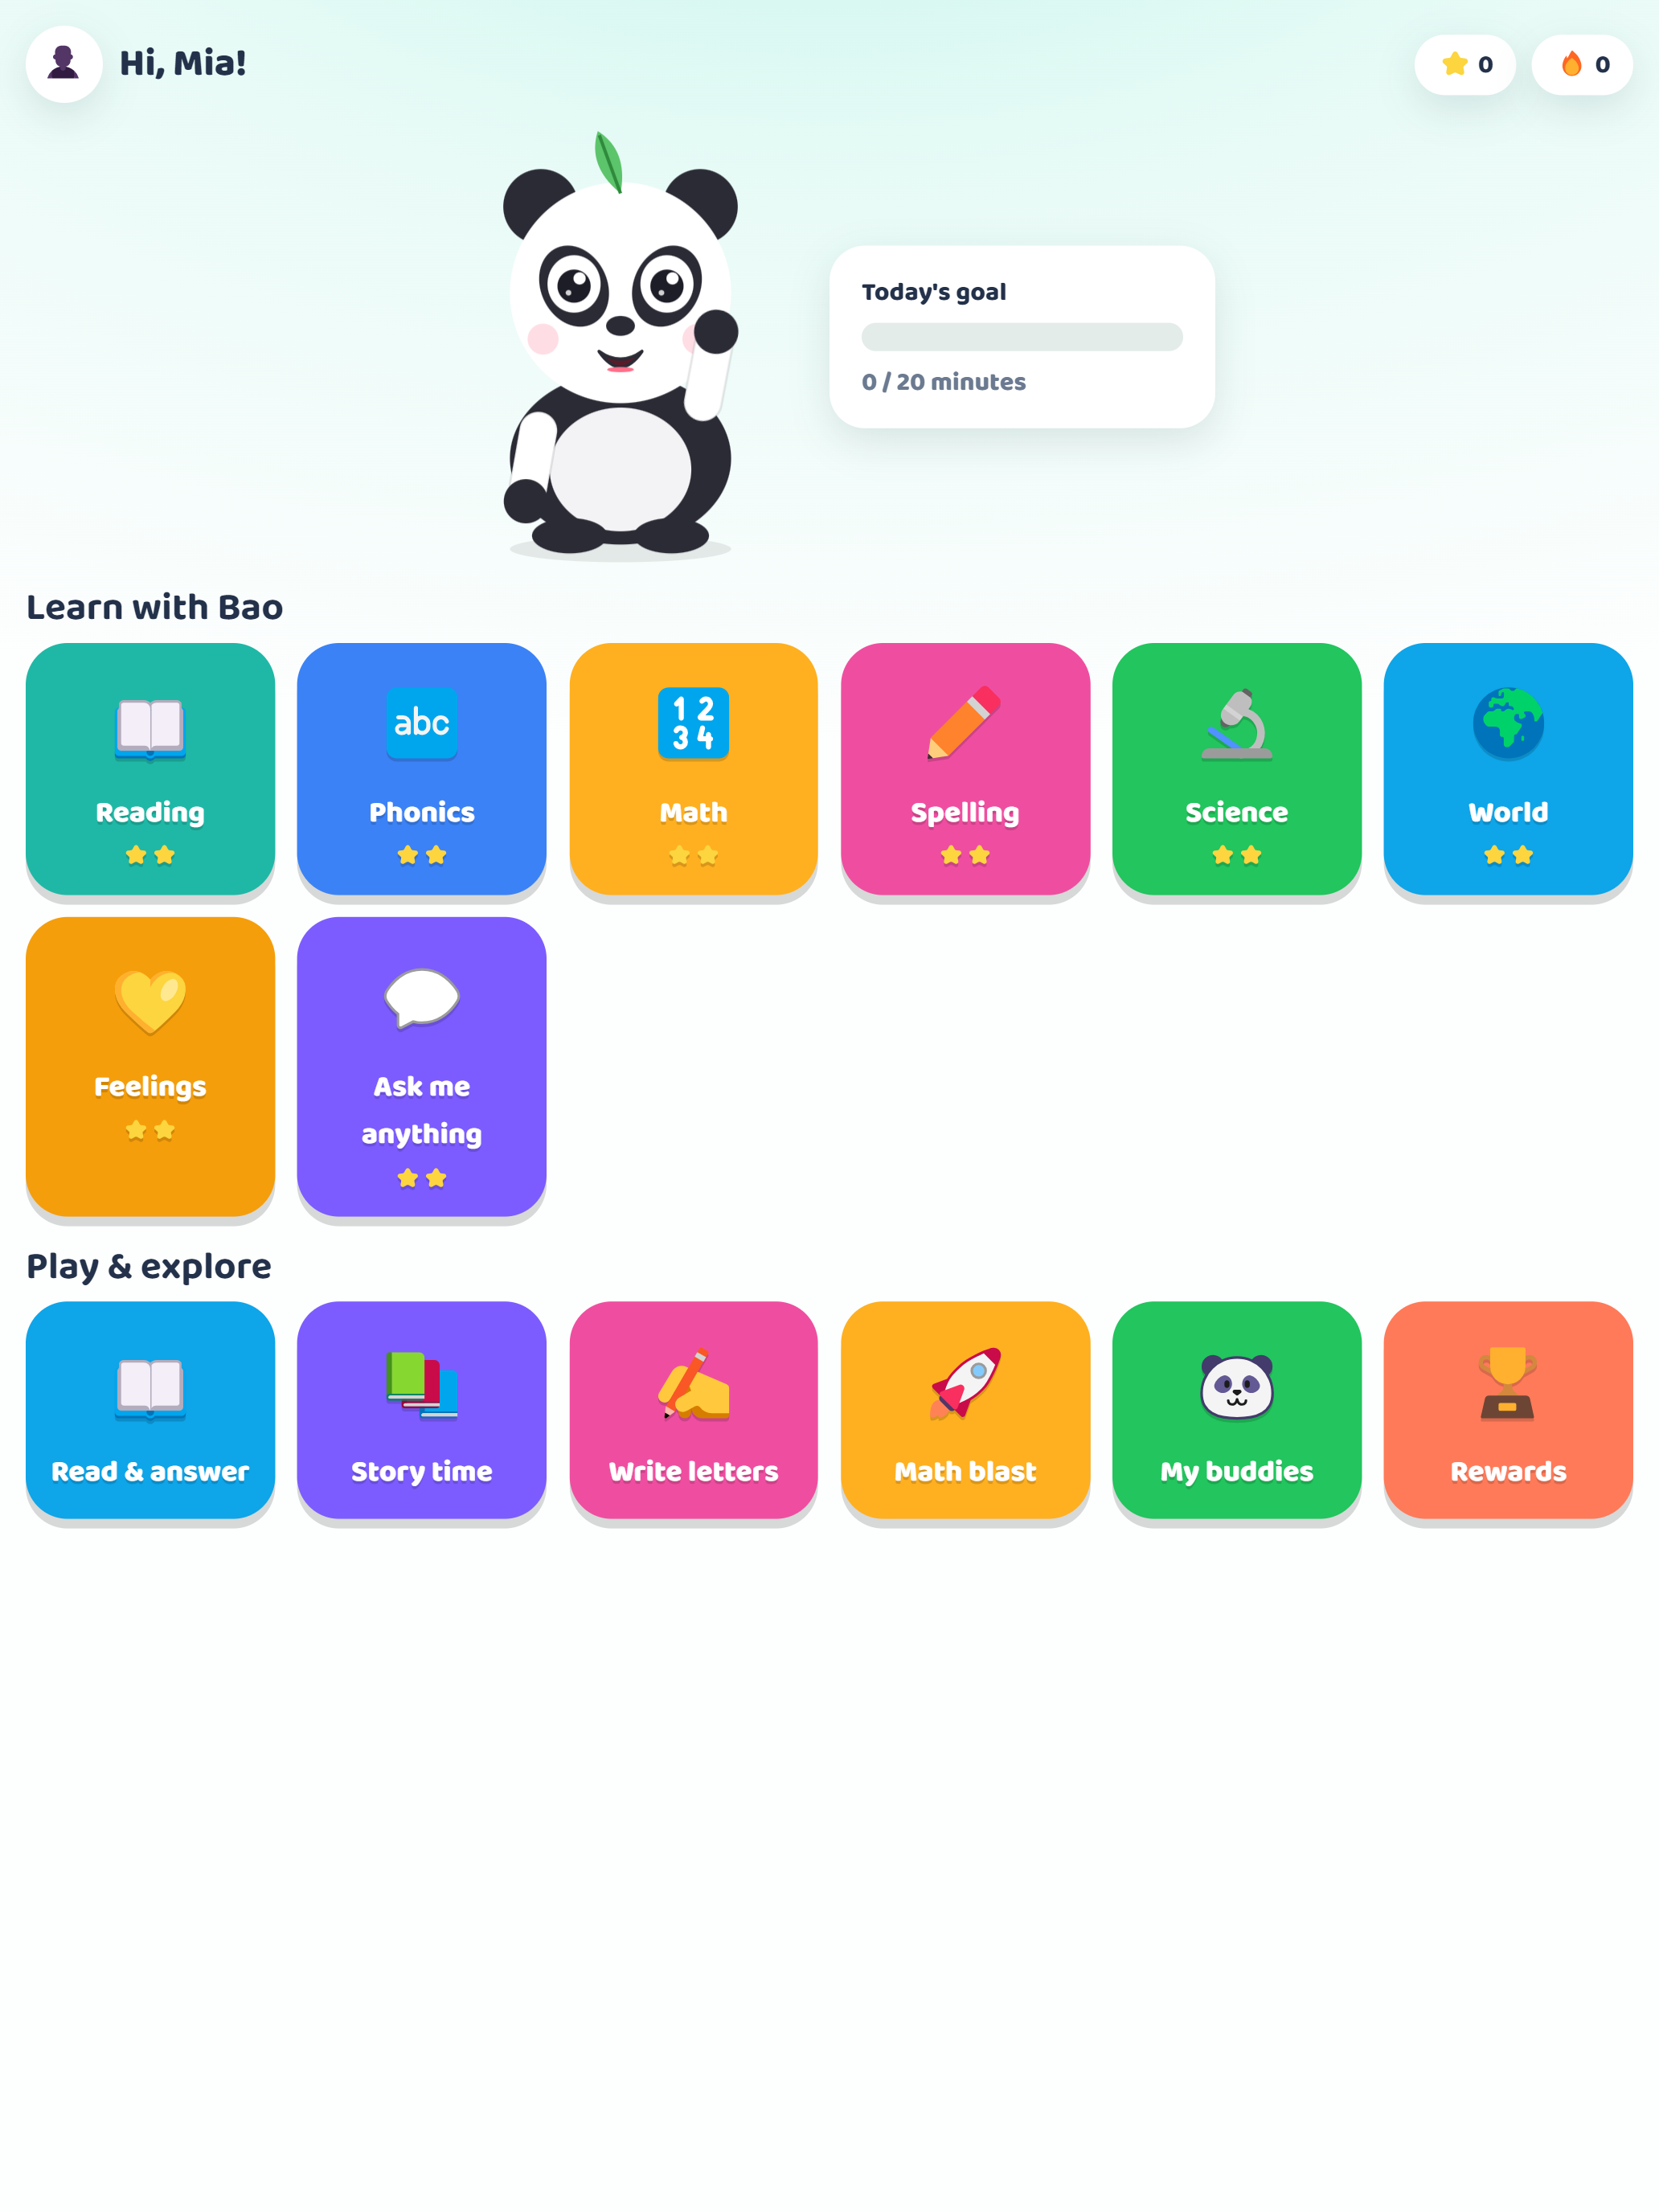 Hi, Mia!
0
0
Today's goal
0 / 20 minutes
Learn with Bao
Reading
abc
Phonics
1 2
3 4
Math
Spelling
Science
World
Feelings
Ask me
anything
Play & explore
Read & answer
Story time
Write letters
Math blast
My buddies
Rewards